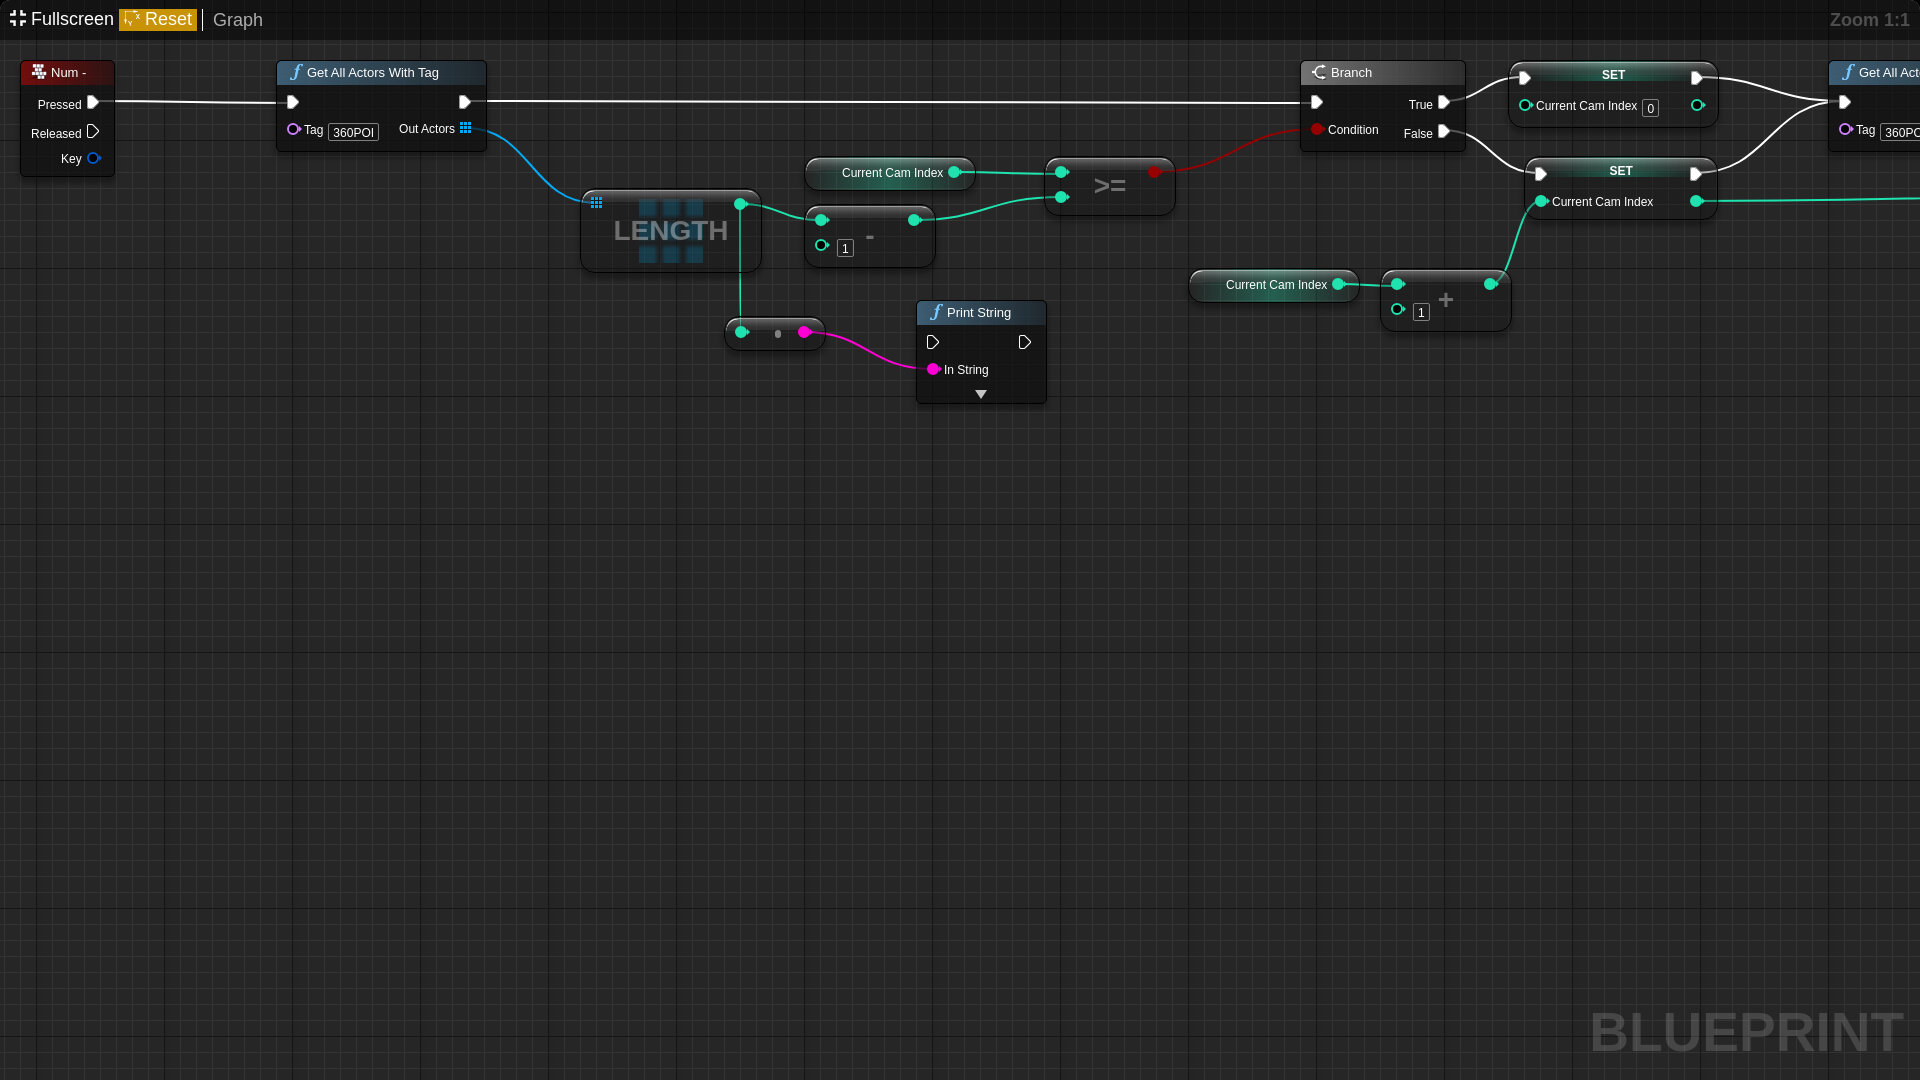 Fullscreen Reset Graph
Zoom 1:1
Num -
Pressed
Released
Key
Get All Actors With Tag
Tag 360POI
Out Actors
LENGTH
Current Cam Index
- 1
>=
Print String
In String
Branch
Condition
True
False
SET
Current Cam Index 0
SET
Current Cam Index
Current Cam Index
+ 1
Get All Act
Tag 360PO
BLUEPRINT